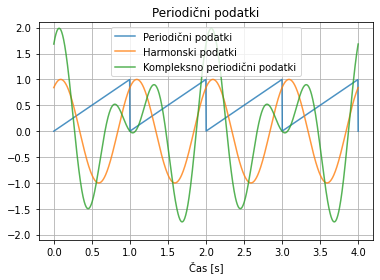 Periodični podatki
2.0
1.5
1.0
0.5
0.0
−0.5
−1.0
−1.5
−2.0
Periodični podatki
Harmonski podatki
Kompleksno periodični podatki
0.0 0.5 1.0 1.5 2.0 2.5 3.0 3.5 4.0
Čas [s]